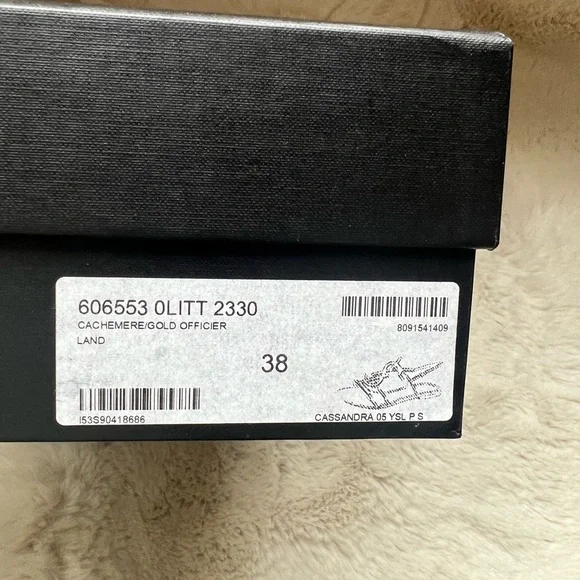 606553 0LITT 2330
CACHEMERE/GOLD OFFICIER
LAND
8091541409
38
I53S90418686
CASSANDRA 05 YSL P S